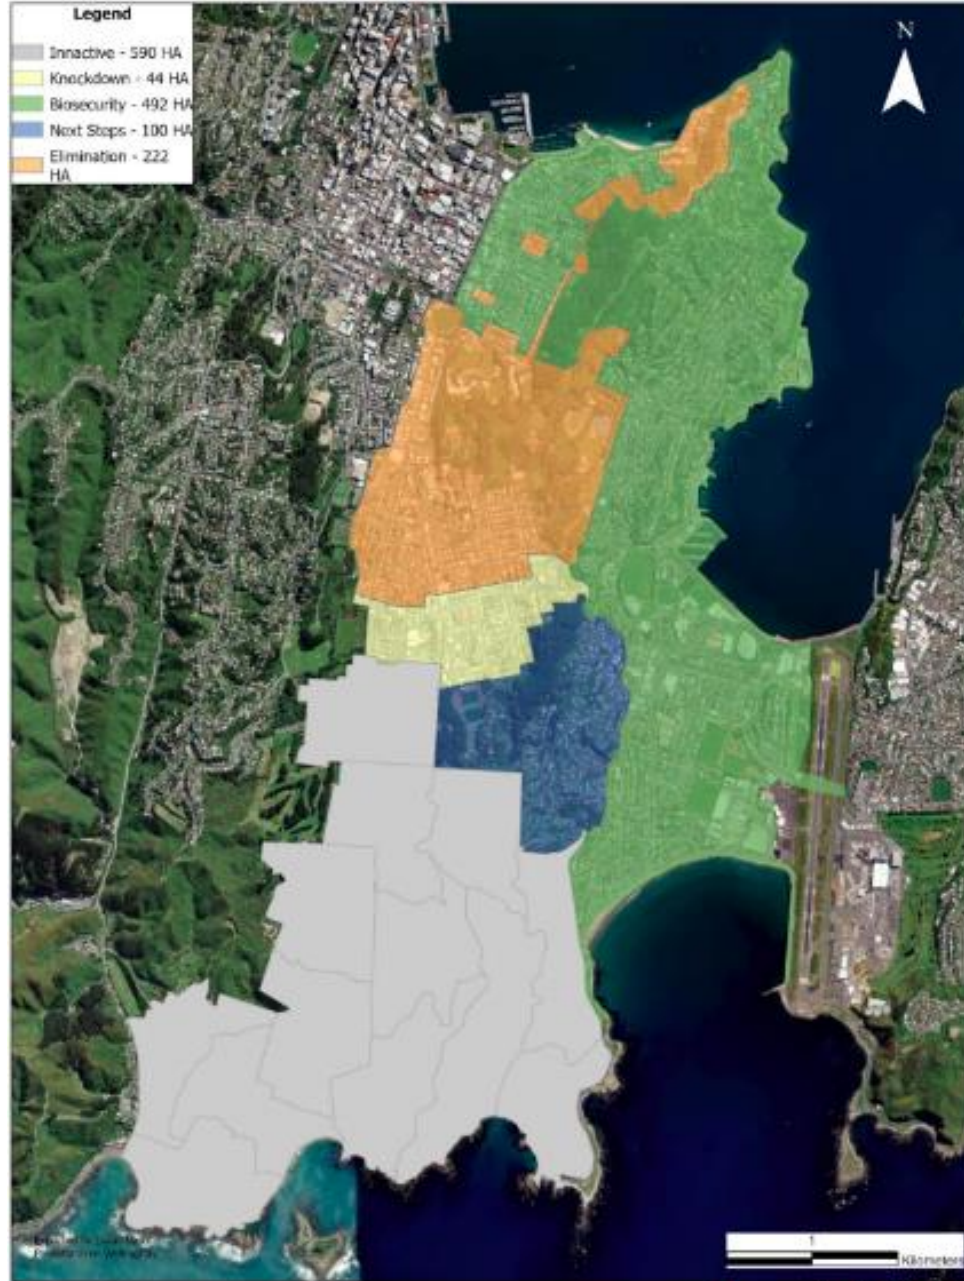 Legend
Innactive - 590 HA
Knockdown - 44 HA
Biosecurity - 492 HA
Next Steps - 100 HA
Elimination - 222
HA
N
1
Kilometers